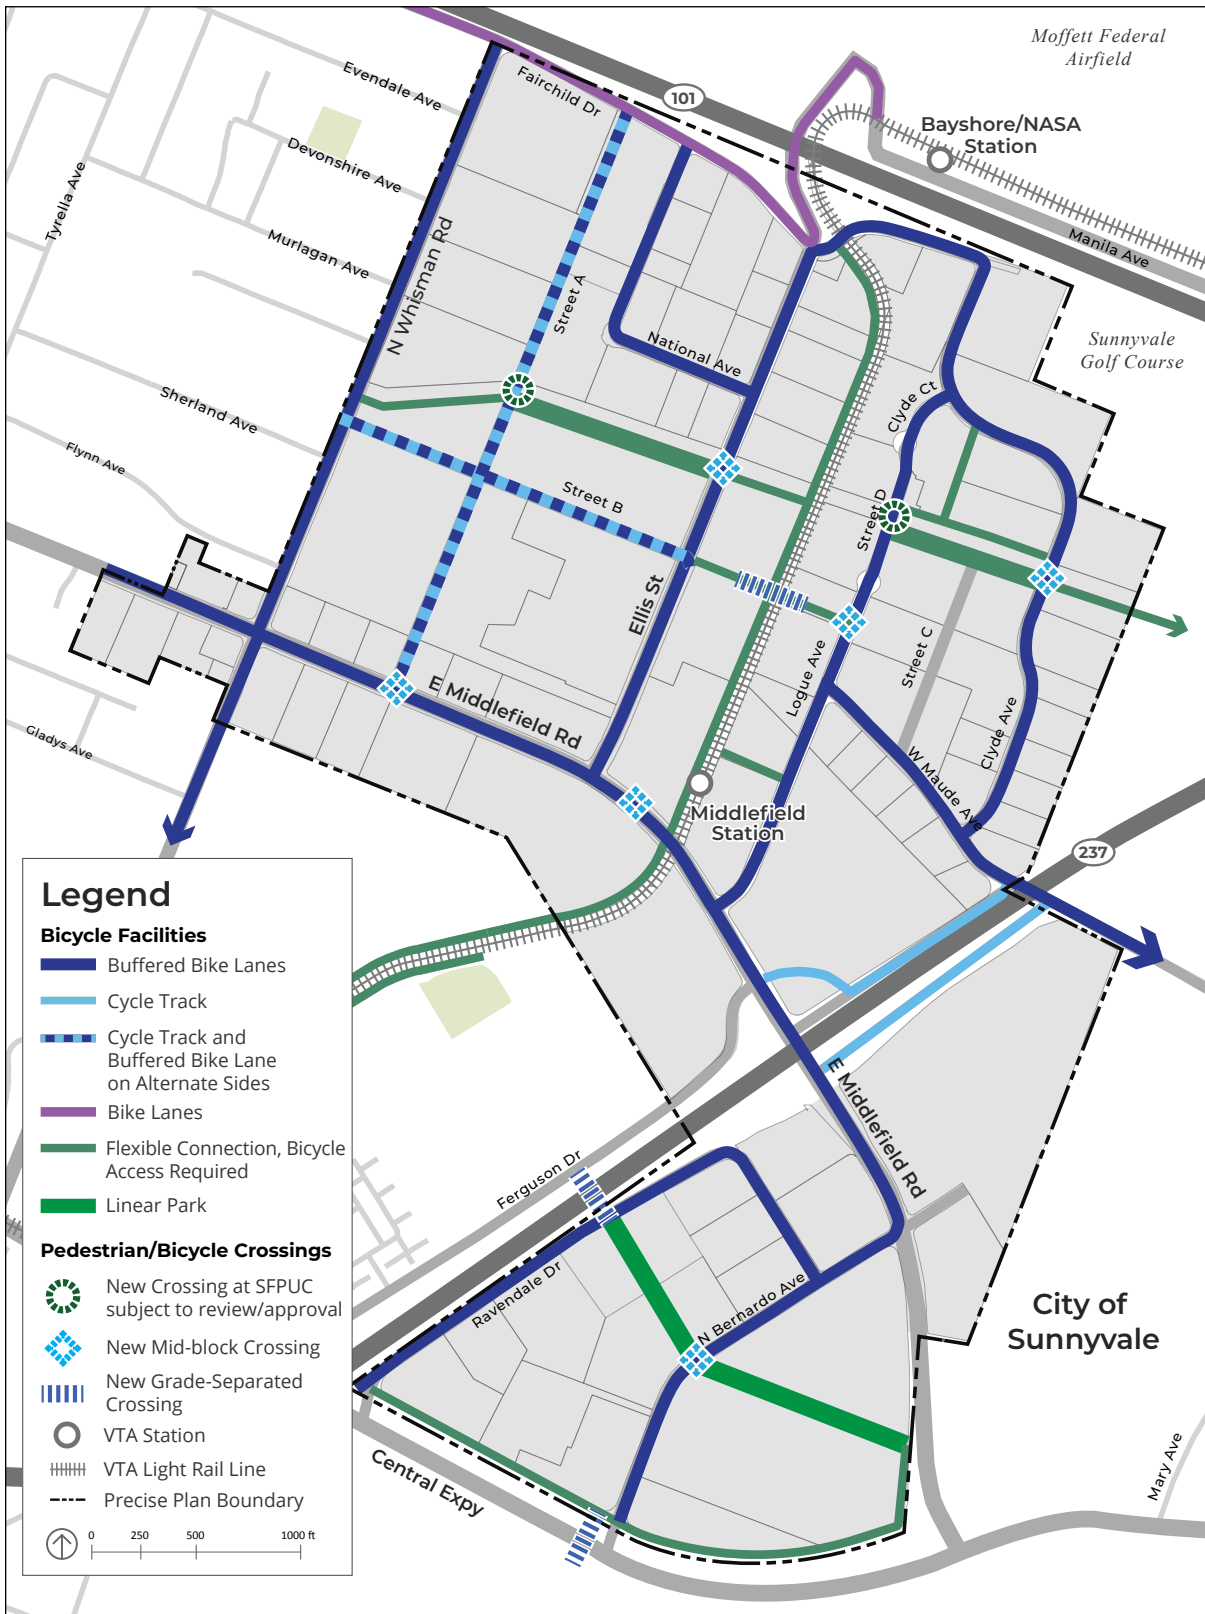 Moffett Federal
Airfield
Evendale Ave
Fairchild Dr
101
Bayshore/NASA
Station
Devonshire Ave
Tyrella Ave
Murlagan Ave
Manila Ave
N Whisman Rd
Street A
National Ave
Sunnyvale
Golf Course
Sherland Ave
Clyde Ct
Flynn Ave
Street B
Street D
Ellis St
Logue Ave
Street C
E Middlefield Rd
Gladys Ave
Clyde Ave
W Maude Ave
Middlefield
Station
237
E Middlefield Rd
Ferguson Dr
Ravendale Dr
N Bernardo Ave
City of
Sunnyvale
Central Expy
Mary Ave
Legend
Bicycle Facilities
Buffered Bike Lanes
Cycle Track
Cycle Track and
Buffered Bike Lane
on Alternate Sides
Bike Lanes
Flexible Connection, Bicycle
Access Required
Linear Park
Pedestrian/Bicycle Crossings
New Crossing at SFPUC
subject to review/approval
New Mid-block Crossing
New Grade-Separated
Crossing
VTA Station
VTA Light Rail Line
Precise Plan Boundary
0 250 500 1000 ft